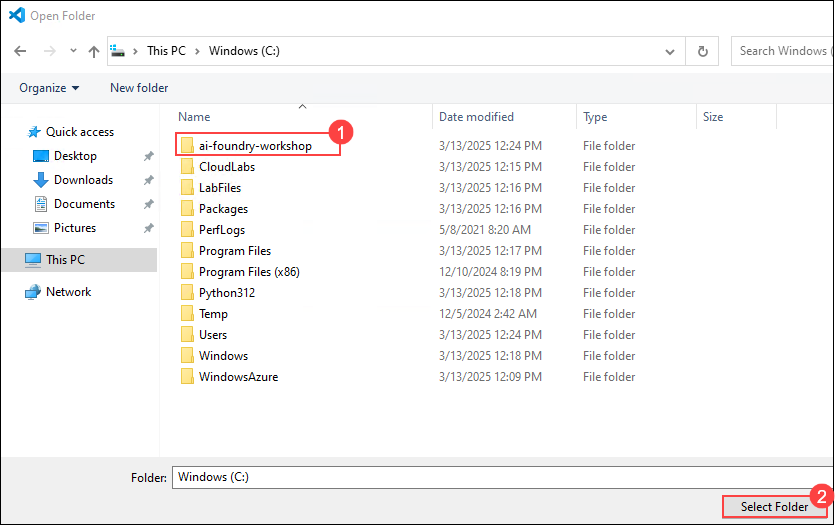 Open Folder
This PC > Windows (C:)
Search Windows (
Organize New folder
Name Date modified Type Size
1
Quick access
Desktop
Downloads
Documents
Pictures
This PC
Network
ai-foundry-workshop 3/13/2025 12:24 PM File folder
CloudLabs 3/13/2025 12:15 PM File folder
LabFiles 3/13/2025 12:16 PM File folder
Packages 3/13/2025 12:16 PM File folder
PerfLogs 5/8/2021 8:20 AM File folder
Program Files 3/13/2025 12:17 PM File folder
Program Files (x86) 12/10/2024 8:19 PM File folder
Python312 3/13/2025 12:18 PM File folder
Temp 12/5/2024 2:42 AM File folder
Users 3/13/2025 12:24 PM File folder
Windows 3/13/2025 12:18 PM File folder
WindowsAzure 3/13/2025 12:09 PM File folder
Folder: Windows (C:)
2
Select Folder